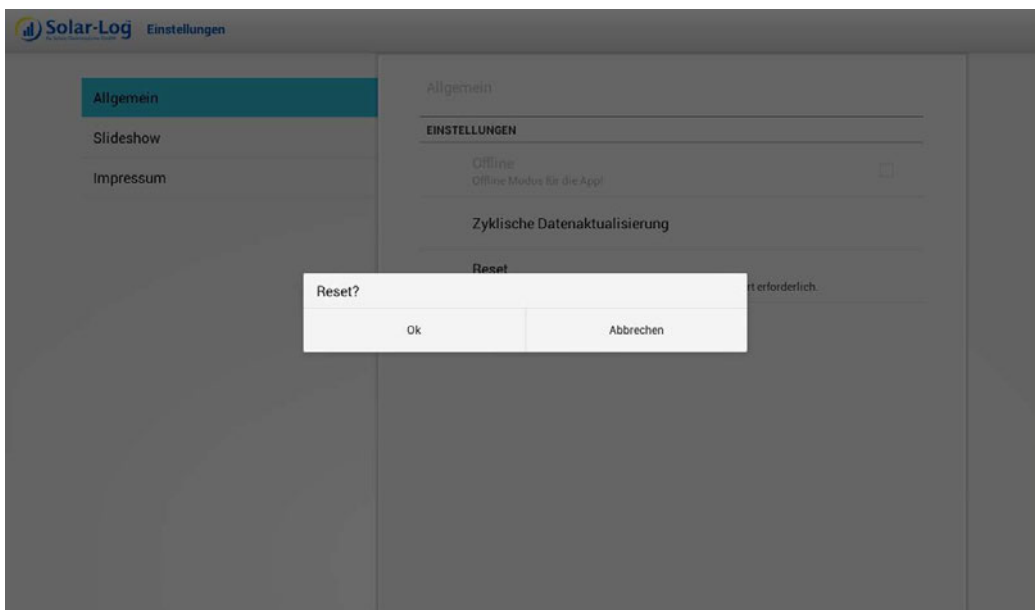 Solar-Log Einstellungen
Allgemein
Slideshow
Impressum
Allgemein
EINSTELLUNGEN
Offline
Offline Modus für die App!
Zyklische Datenaktualisierung
Reset
erforderlich.
Reset?
Ok
Abbrechen